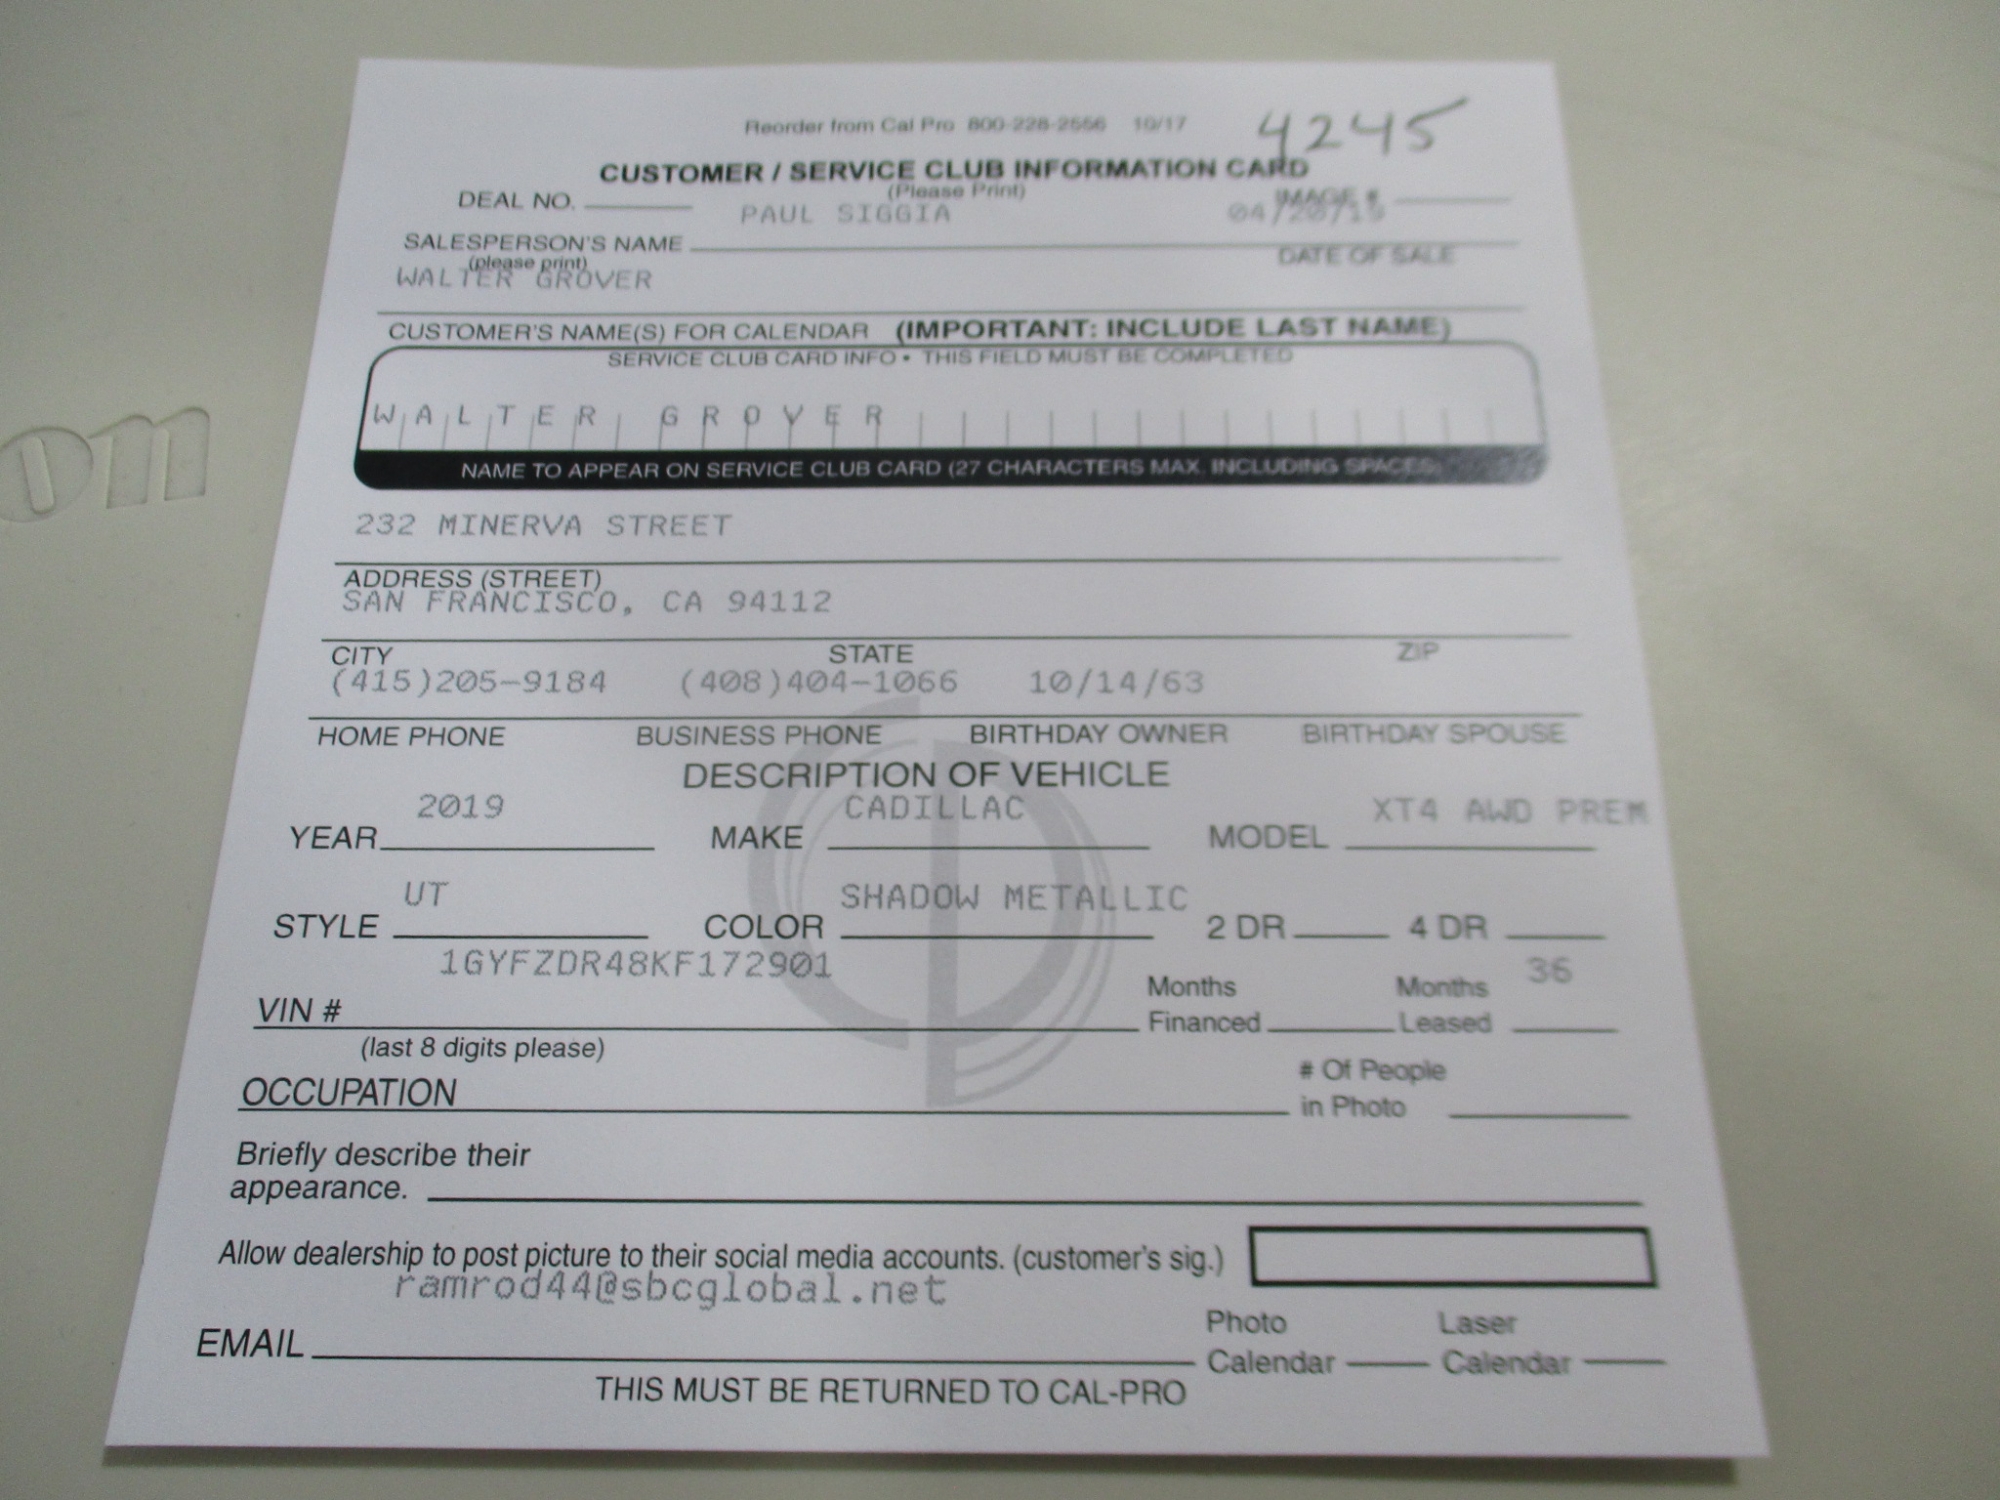 Reorder from Cal Pro 800-228-2556 10/17
4245
CUSTOMER / SERVICE CLUB INFORMATION CARD
(Please Print)
DEAL NO. IMAGE #
PAUL SIGGIA
SALESPERSON'S NAME
(please print)
DATE OF SALE
WALTER GROVER
CUSTOMER'S NAME(S) FOR CALENDAR (IMPORTANT: INCLUDE LAST NAME)
SERVICE CLUB CARD INFO • THIS FIELD MUST BE COMPLETED
WALTER GROVER
NAME TO APPEAR ON SERVICE CLUB CARD (27 CHARACTERS MAX. INCLUDING SPACES
232 MINERVA STREET
ADDRESS (STREET)
SAN FRANCISCO, CA 94112
CITY STATE ZIP
(415)205-9184 (408)404-1066 10/14/63
HOME PHONE BUSINESS PHONE BIRTHDAY OWNER BIRTHDAY SPOUSE
DESCRIPTION OF VEHICLE
2019 CADILLAC XT4 AWD PREM
YEAR MAKE MODEL
UT SHADOW METALLIC
STYLE COLOR 2 DR 4 DR
1GYFZDR48KF172901 36
VIN # Months Financed Months Leased
(last 8 digits please)
OCCUPATION # Of People in Photo
Briefly describe their
appearance.
Allow dealership to post picture to their social media accounts. (customer's sig.)
ramrod44@sbcglobal.net
EMAIL Photo Calendar Laser Calendar
THIS MUST BE RETURNED TO CAL-PRO
on